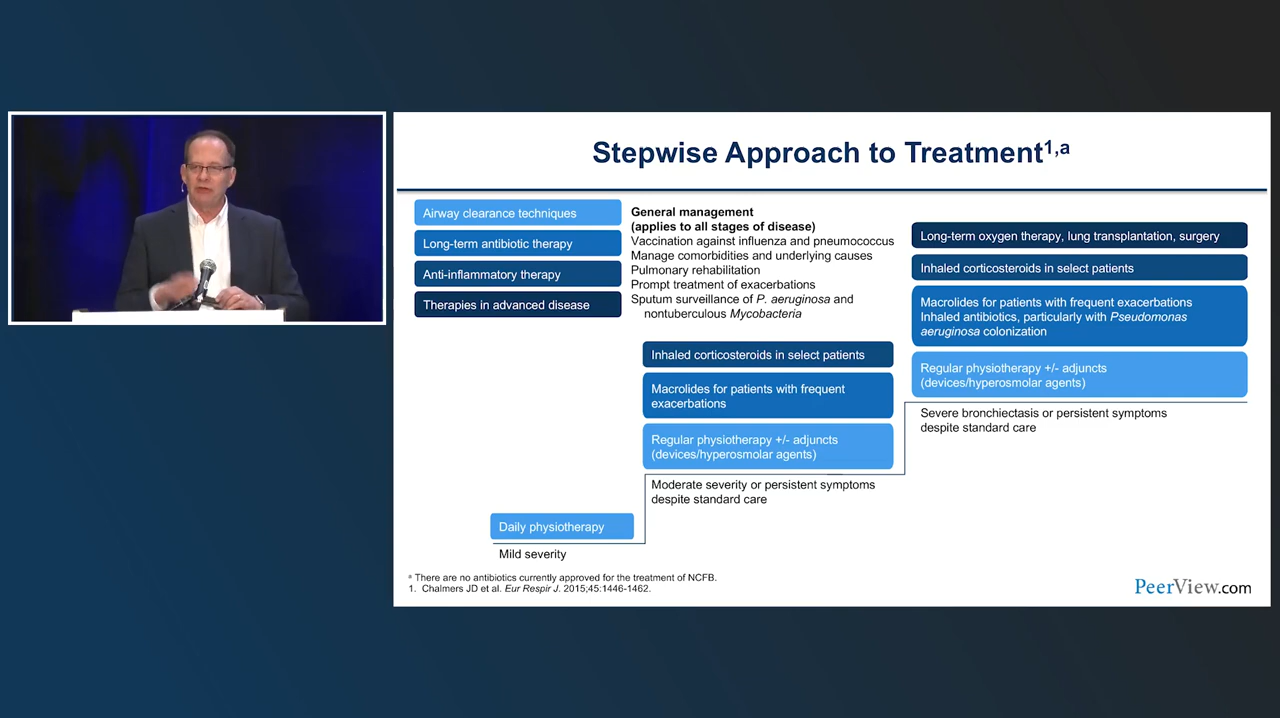 Stepwise Approach to Treatment1,a
Airway clearance techniques
Long-term antibiotic therapy
Anti-inflammatory therapy
Therapies in advanced disease
General management
(applies to all stages of disease)
Vaccination against influenza and pneumococcus
Manage comorbidities and underlying causes
Pulmonary rehabilitation
Prompt treatment of exacerbations
Sputum surveillance of P. aeruginosa and
nontuberculous Mycobacteria
Long-term oxygen therapy, lung transplantation, surgery
Inhaled corticosteroids in select patients
Macrolides for patients with frequent exacerbations
Inhaled antibiotics, particularly with Pseudomonas
aeruginosa colonization
Regular physiotherapy +/- adjuncts
(devices/hyperosmolar agents)
Severe bronchiectasis or persistent symptoms
despite standard care
Inhaled corticosteroids in select patients
Macrolides for patients with frequent
exacerbations
Regular physiotherapy +/- adjuncts
(devices/hyperosmolar agents)
Moderate severity or persistent symptoms
despite standard care
Daily physiotherapy
Mild severity
a There are no antibiotics currently approved for the treatment of NCFB.
1. Chalmers JD et al. Eur Respir J. 2015;45:1446-1462.
PeerView.com